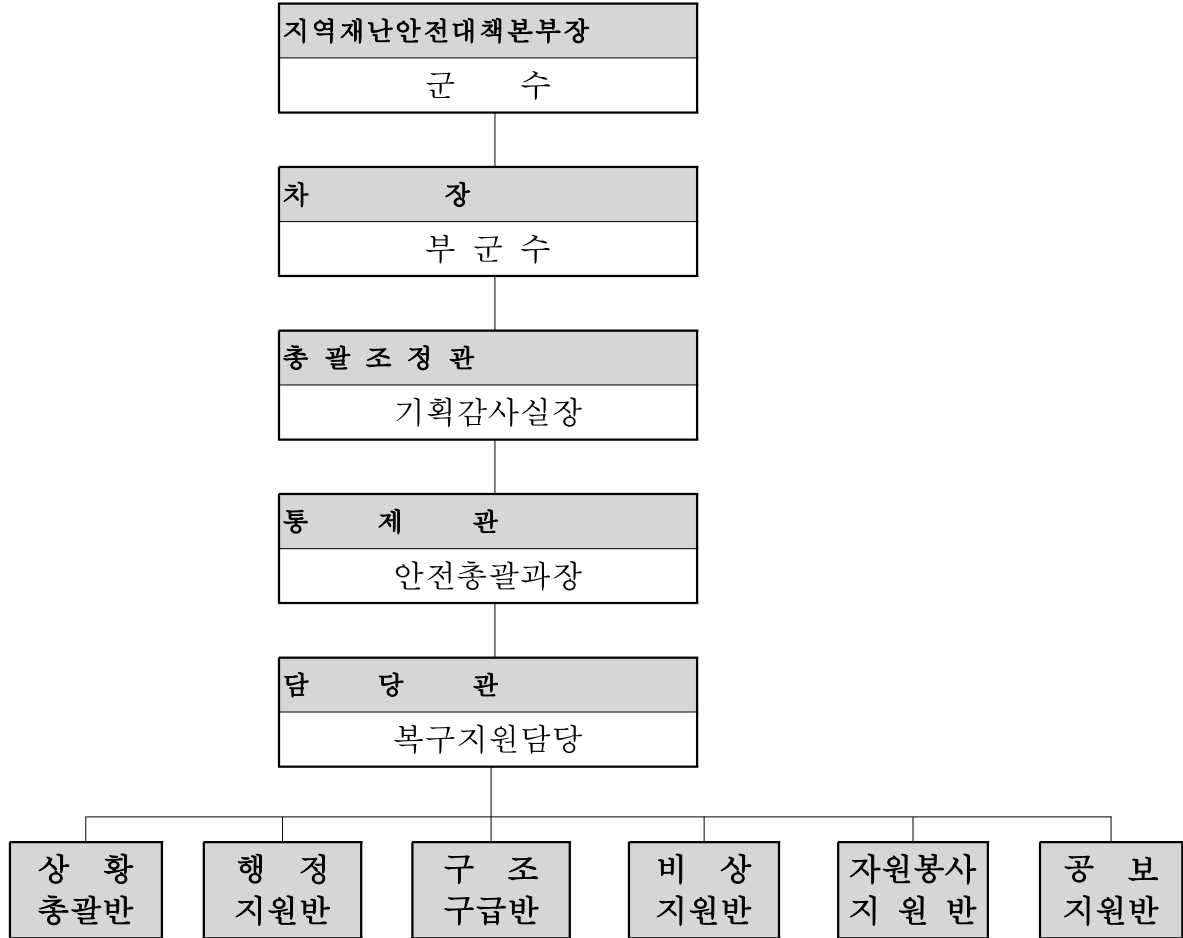 지역재난안전대책본부장
군 수
차 장
부 군 수
총 괄 조 정 관
기획감사실장
통 제 관
안전총괄과장
담 당 관
복구지원담당
상 황
총괄반
행 정
지원반
구 조
구급반
비 상
지원반
자원봉사
지 원 반
공 보
지원반